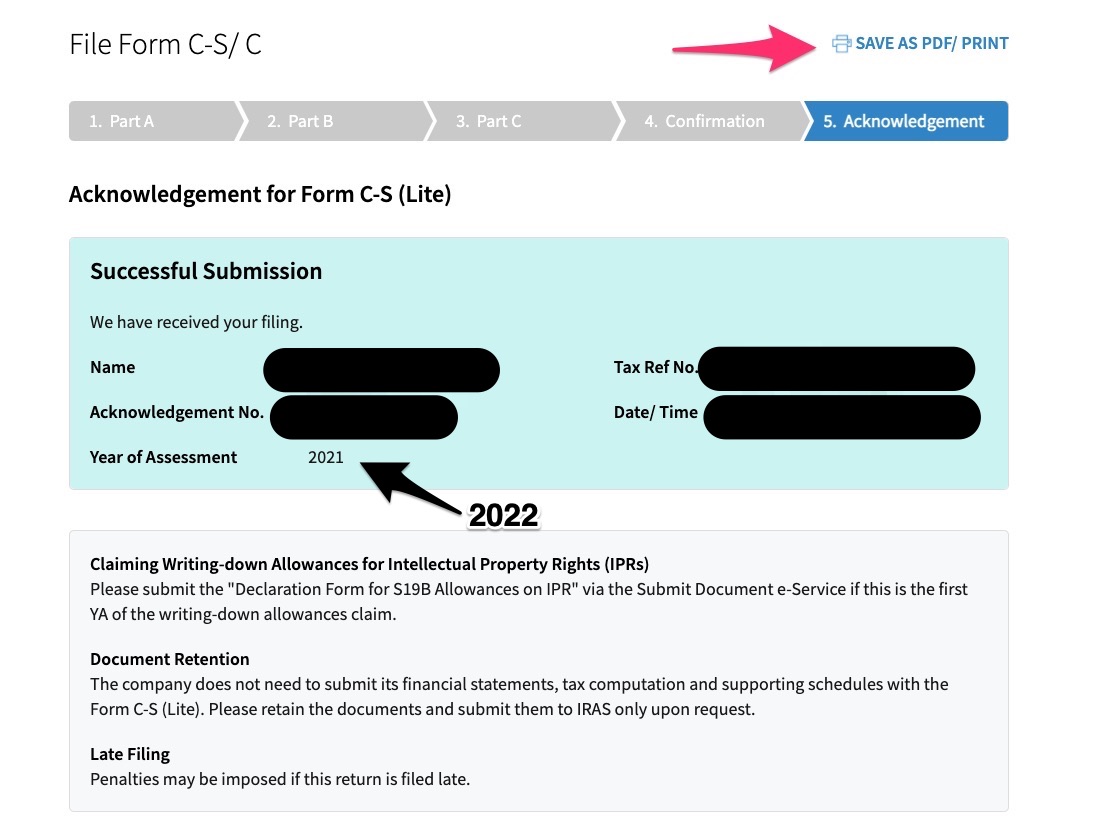 File Form C-S/ C
SAVE AS PDF/ PRINT
1. Part A
2. Part B
3. Part C
4. Confirmation
5. Acknowledgement
Acknowledgement for Form C-S (Lite)
Successful Submission
We have received your filing.
Name
Tax Ref No.
Acknowledgement No.
Date/ Time
Year of Assessment 2021
2022
Claiming Writing-down Allowances for Intellectual Property Rights (IPRs)
Please submit the "Declaration Form for S19B Allowances on IPR" via the Submit Document e-Service if this is the first
YA of the writing-down allowances claim.
Document Retention
The company does not need to submit its financial statements, tax computation and supporting schedules with the
Form C-S (Lite). Please retain the documents and submit them to IRAS only upon request.
Late Filing
Penalties may be imposed if this return is filed late.